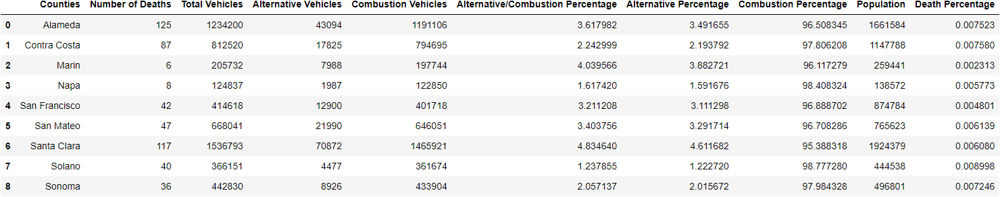 Counties Number of Deaths Total Vehicles Alternative Vehicles Combustion Vehicles Alternative/Combustion Percentage Alternative Percentage Combustion Percentage Population Death Percentage
0 Alameda 125 1234200 43094 1191106 3.617982 3.491655 96.508345 1661584 0.007523
1 Contra Costa 87 812520 17825 794695 2.242999 2.193792 97.806208 1147788 0.007580
2 Marin 6 205732 7988 197744 4.039566 3.882721 96.117279 259441 0.002313
3 Napa 8 124837 1987 122850 1.617420 1.591676 98.408324 138572 0.005773
4 San Francisco 42 414618 12900 401718 3.211208 3.111298 96.888702 874784 0.004801
5 San Mateo 47 668041 21990 646051 3.403756 3.291714 96.708286 765623 0.006139
6 Santa Clara 117 1536793 70872 1465921 4.834640 4.611682 95.388318 1924379 0.006080
7 Solano 40 366151 4477 361674 1.237855 1.222720 98.777280 444538 0.008998
8 Sonoma 36 442830 8926 433904 2.057137 2.015672 97.984328 496801 0.007246